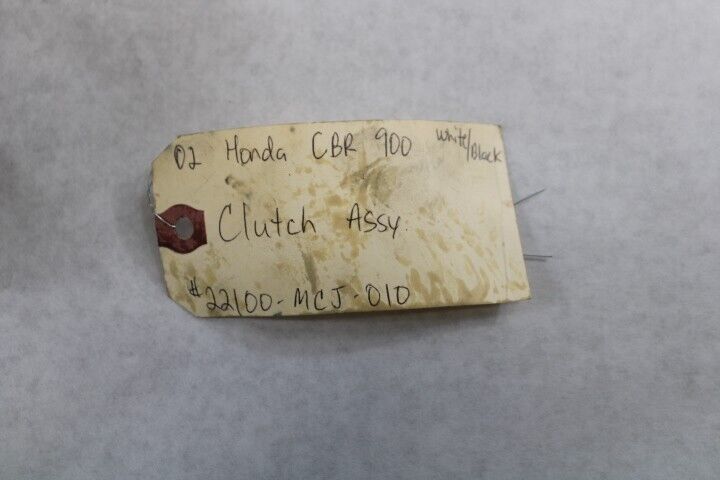 02 Honda CBR 900 White/Black
Clutch Assy.
#22100-MCJ-010